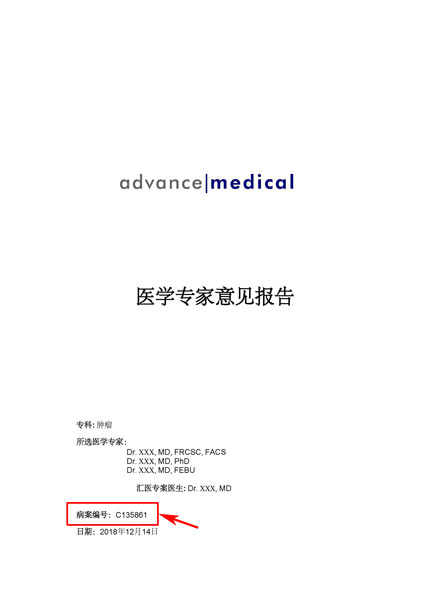 advance|medical
医学专家意见报告
专科: 肿瘤
所选医学专家:
Dr. XXX, MD, FRCSC, FACS
Dr. XXX, MD, PhD
Dr. XXX, MD, FEBU
汇医专案医生: Dr. XXX, MD
病案编号: C135861
日期: 2018年12月14日